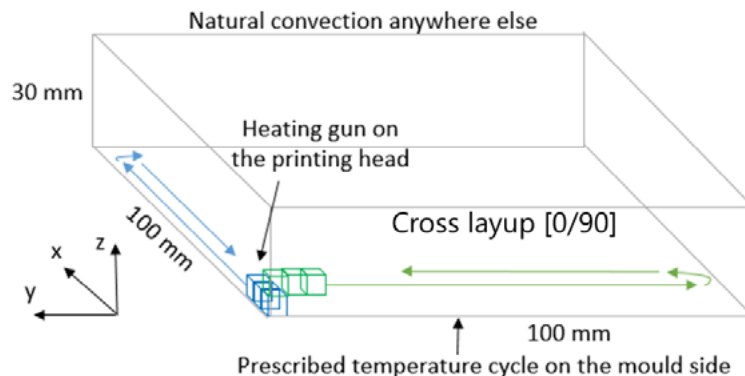 Natural convection anywhere else
30 mm
Heating gun on
the printing head
100 mm
Cross layup [0/90]
x
z
y
100 mm
Prescribed temperature cycle on the mould side